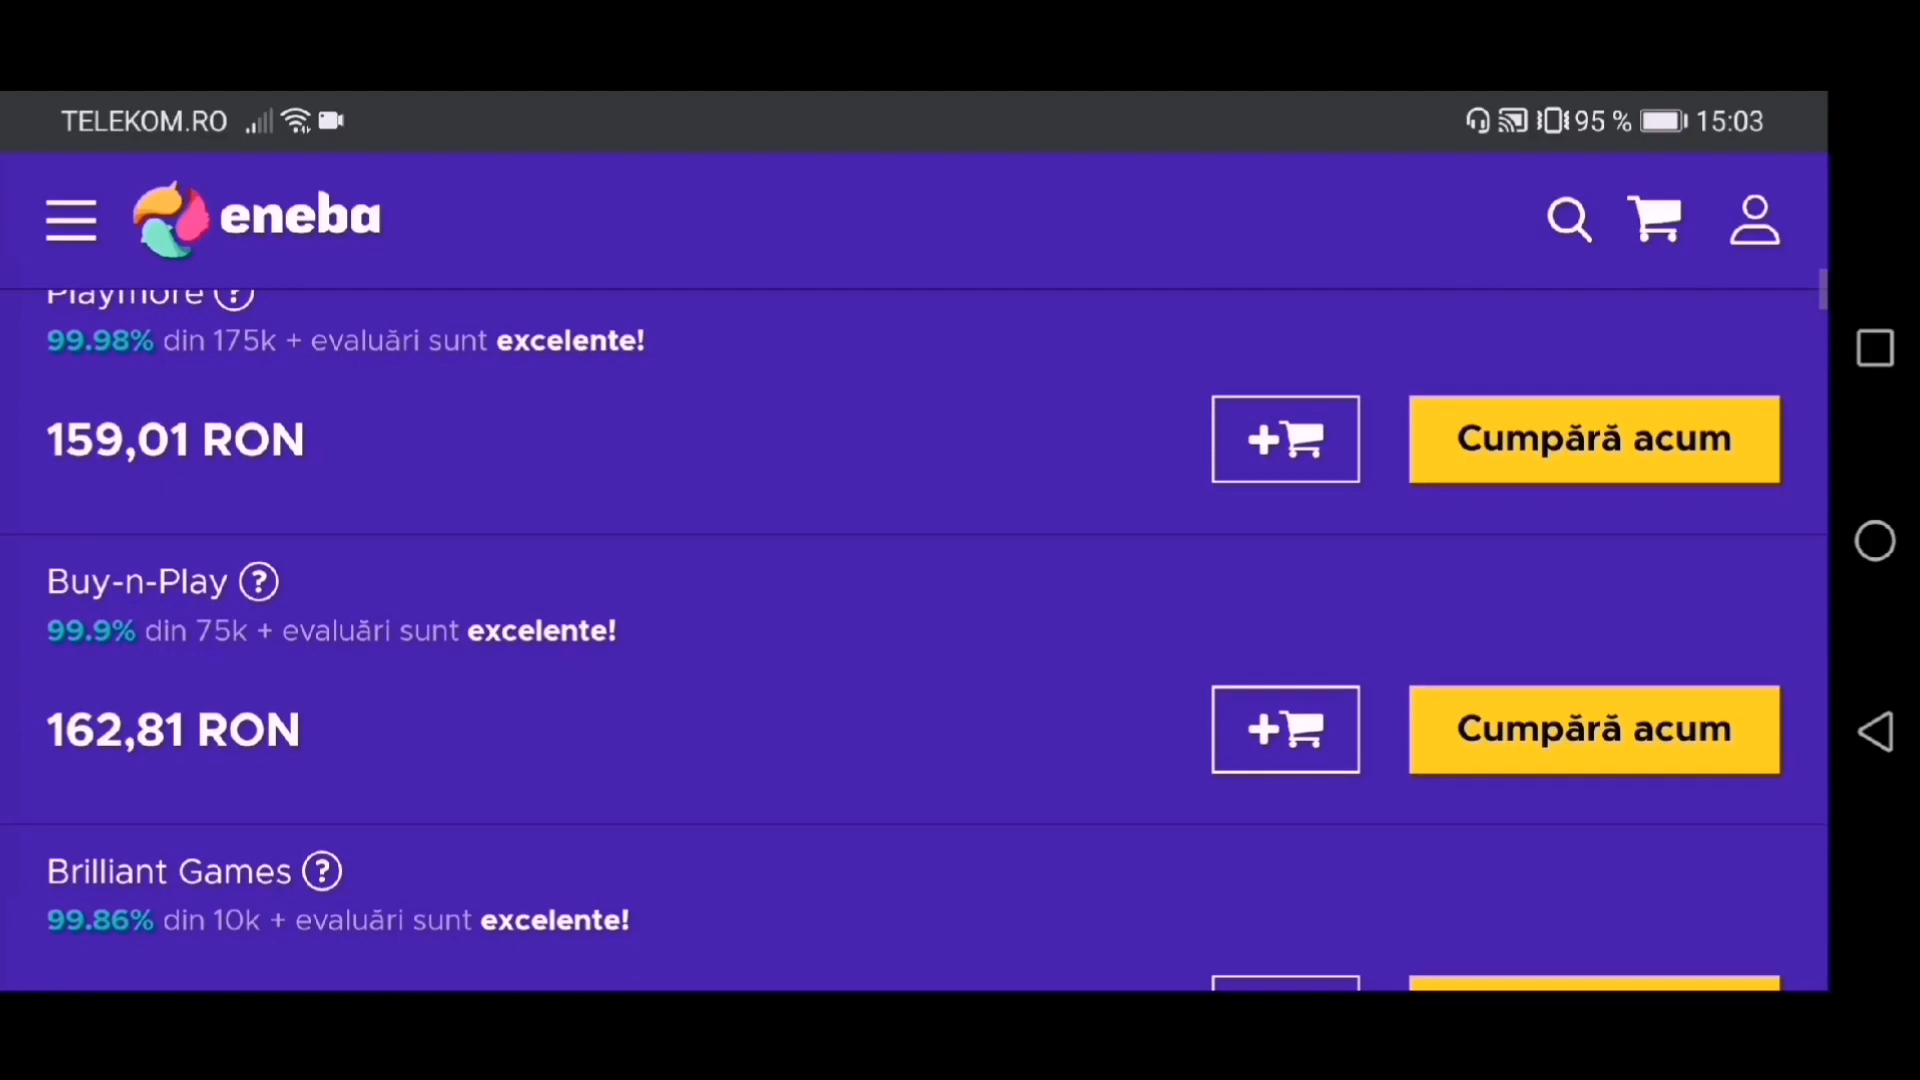 TELEKOM.RO 95 % 15:03
eneba
Playmore ?
99.98% din 175k + evaluări sunt excelente!
159,01 RON
+ Cumpără acum
Buy-n-Play ?
99.9% din 75k + evaluări sunt excelente!
162,81 RON
+ Cumpără acum
Brilliant Games ?
99.86% din 10k + evaluări sunt excelente!